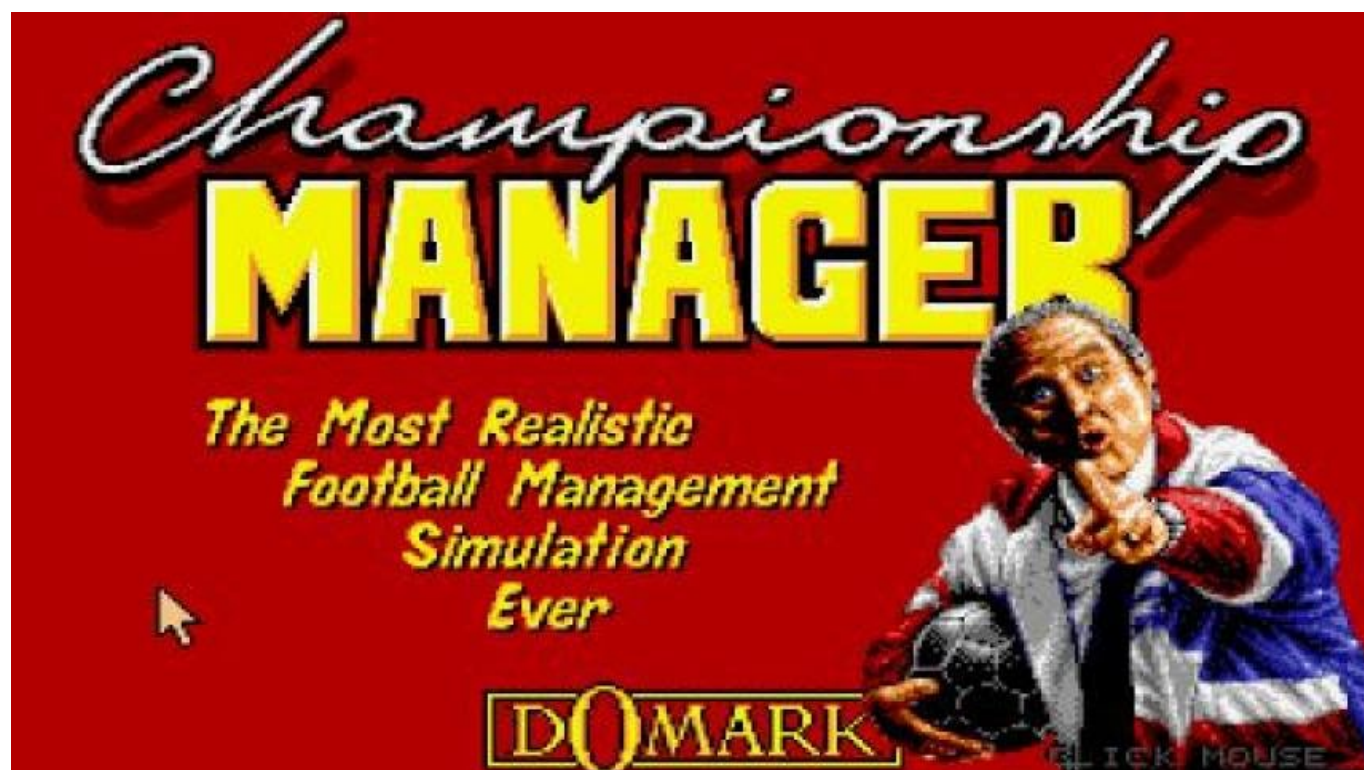 Championship
MANAGER
The Most Realistic
Football Management
Simulation
Ever
DOMARK
CLICK MOUSE